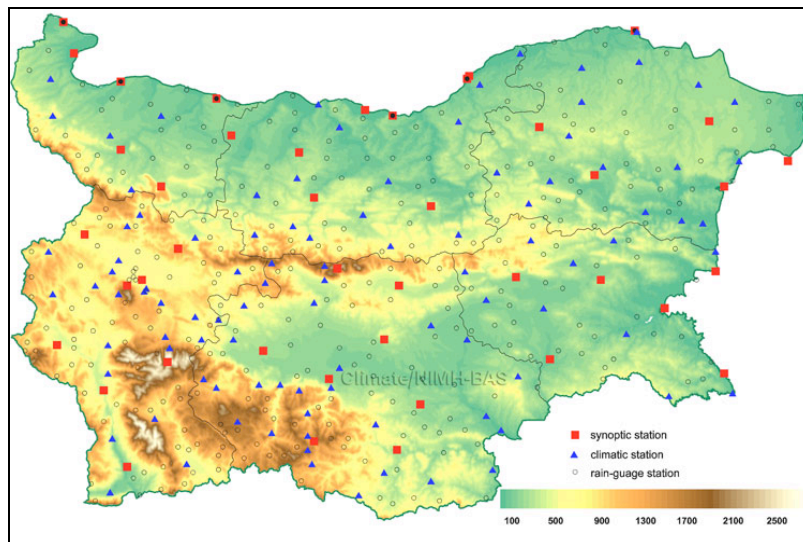 Climate/NIMH-BAS
synoptic station
climatic station
rain-guage station
100 500 900 1300 1700 2100 2500